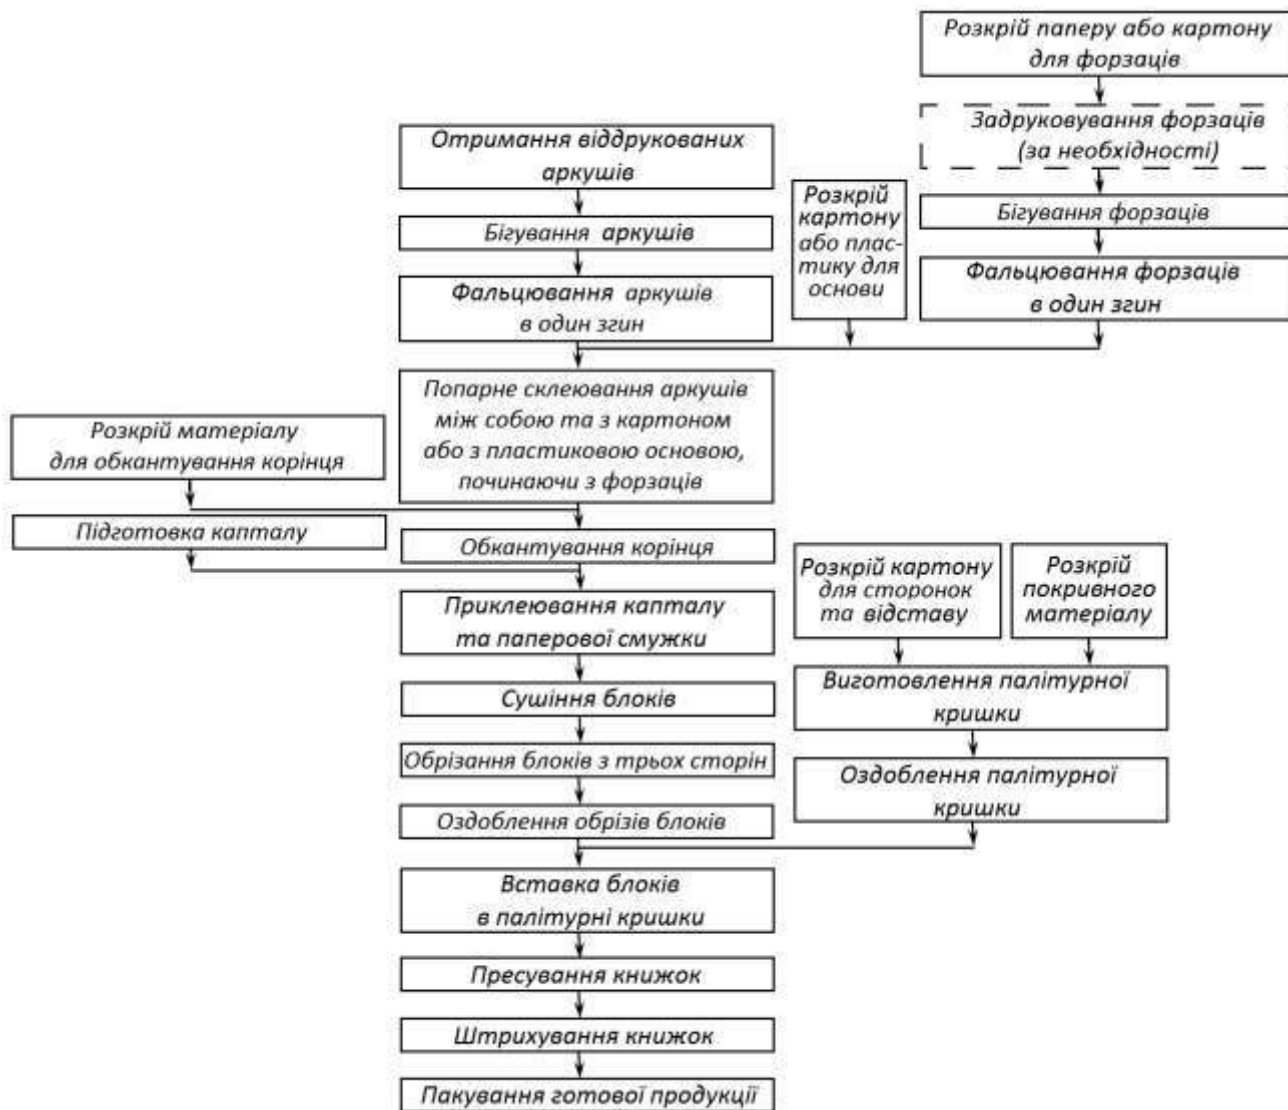 Розкрій паперу або картону
для форзаців
Задруковування форзаців
(за необхідності)
Отримання віддрукованих
аркушів
Розкрій
картону
або плас-
тику для
основи
Бігування форзаців
Бігування аркушів
Фальцювання форзаців
в один згин
Фальцювання аркушів
в один згин
Попарне склеювання аркушів
між собою та з картоном
або з пластиковою основою,
починаючи з форзаців
Розкрій матеріалу
для обкантування корінця
Підготовка капталу
Обкантування корінця
Розкрій картону
для сторонок
та відставу
Розкрій
покривного
матеріалу
Приклеювання капталу
та паперової смужки
Сушіння блоків
Виготовлення палітурної
кришки
Обрізання блоків з трьох сторін
Оздоблення палітурної
кришки
Оздоблення обрізів блоків
Вставка блоків
в палітурні кришки
Пресування книжок
Штрихування книжок
Пакування готової продукції